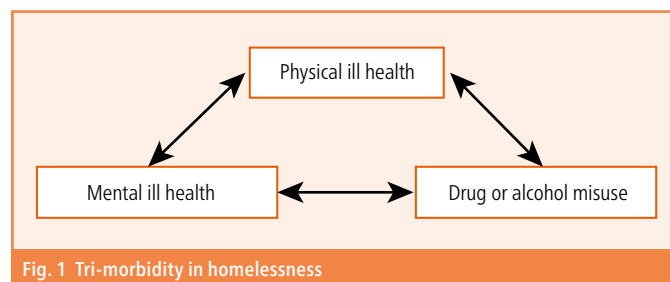 Physical ill health
Mental ill health
Drug or alcohol misuse
Fig. 1 Tri-morbidity in homelessness